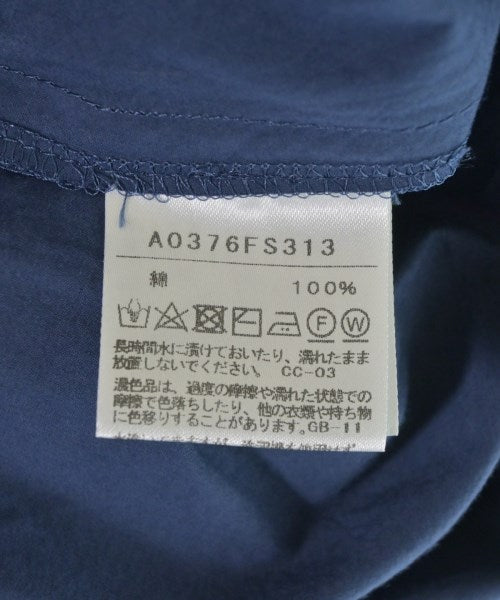 A0376FS313
綿 100%
F W
長時間水に漬けておいたり、濡れたまま
放置しないでください。 CC-03
濃色品は、過度の摩擦や濡れた状態での
摩擦で色落ちしたり、他の衣類や持ち物
に色移りすることがあります。GB-11